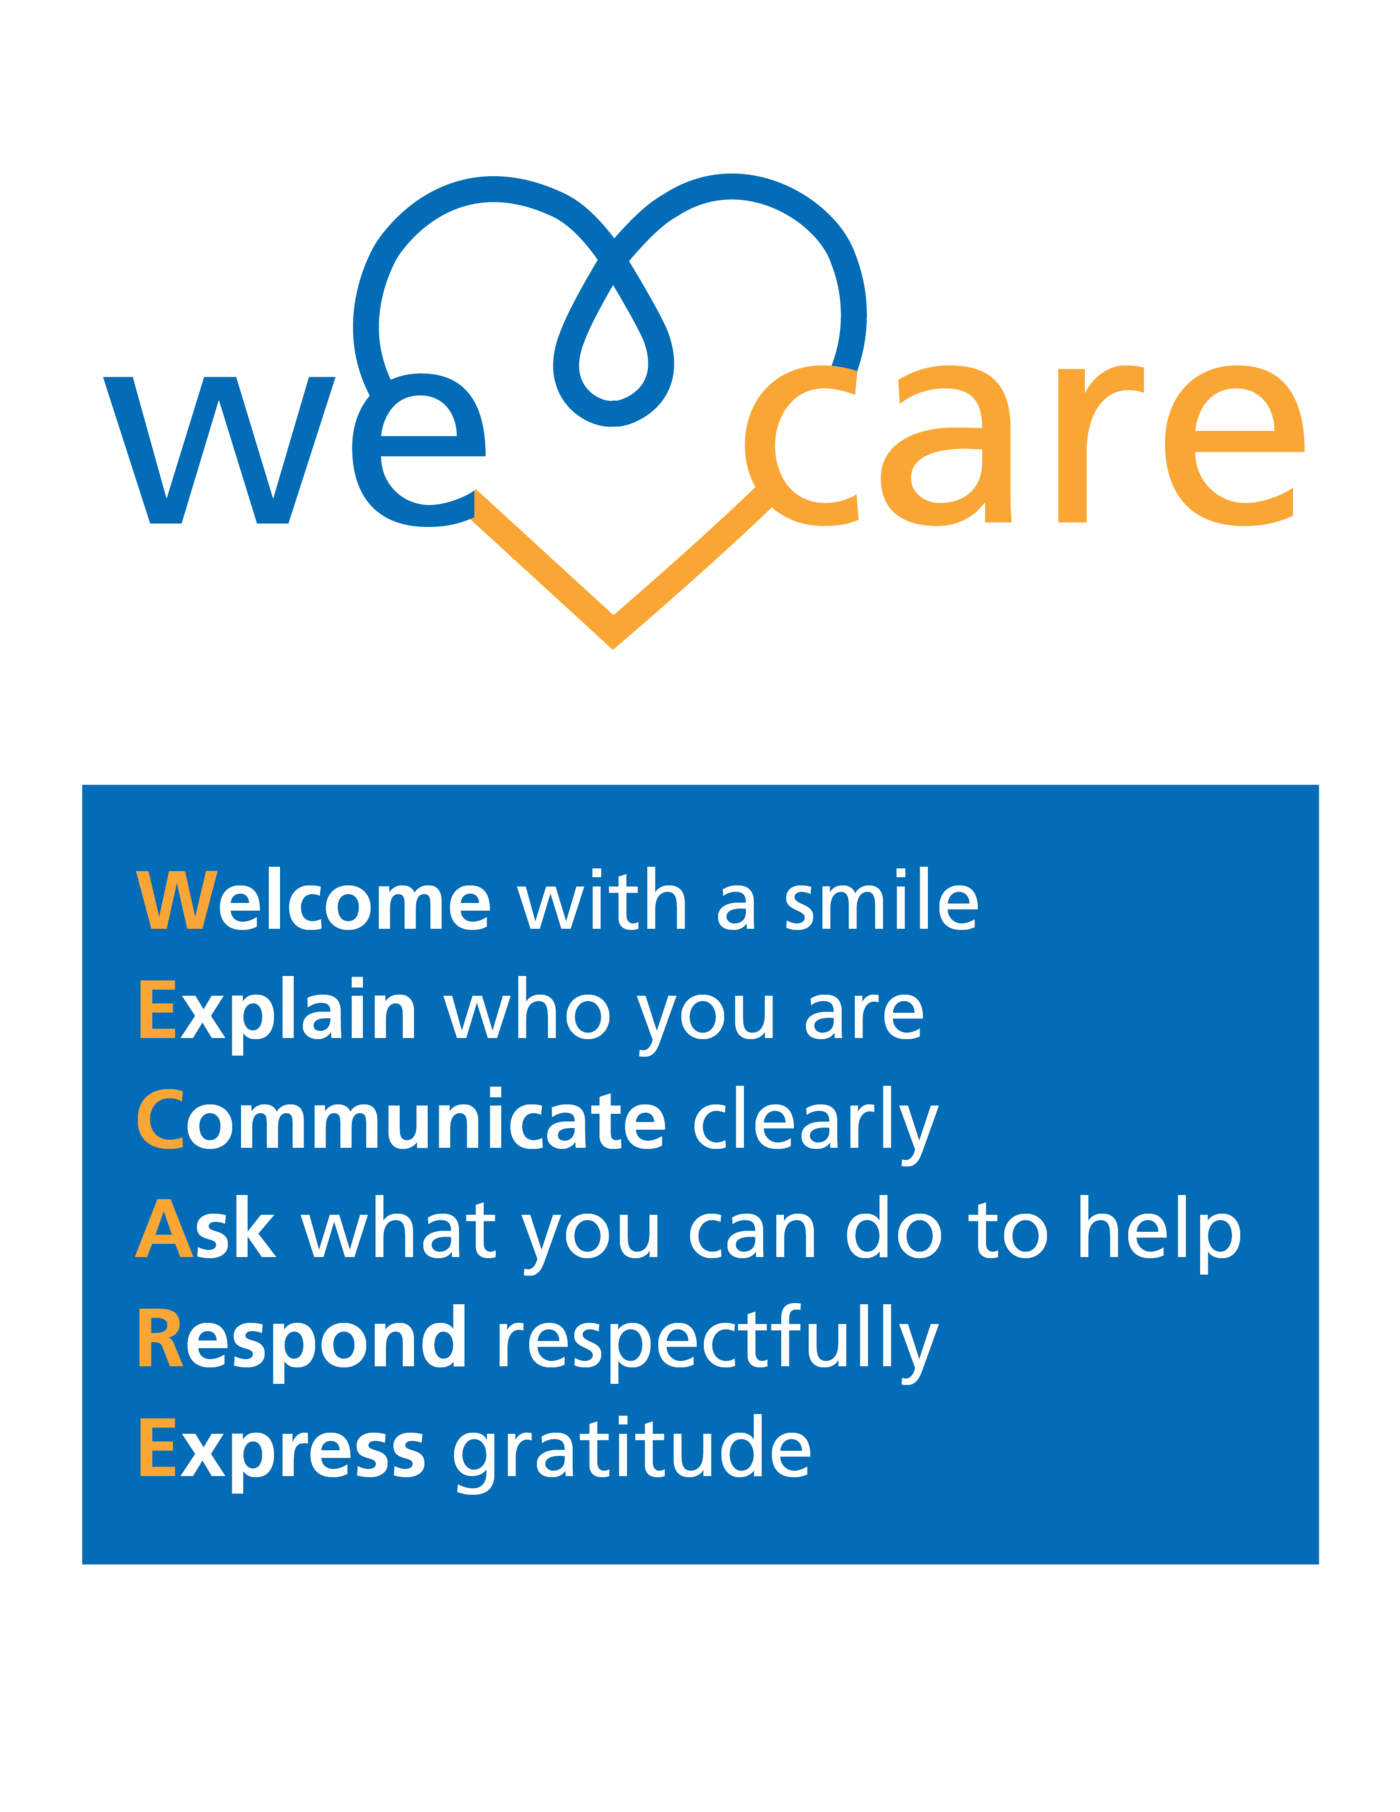 we care
Welcome with a smile
Explain who you are
Communicate clearly
Ask what you can do to help
Respond respectfully
Express gratitude